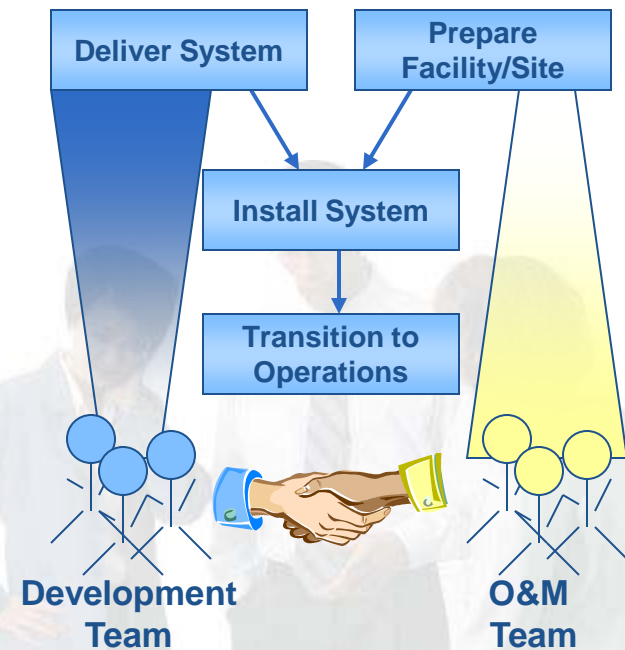 Deliver System
Prepare
Facility/Site
Install System
Transition to
Operations
Development
Team
O&M
Team